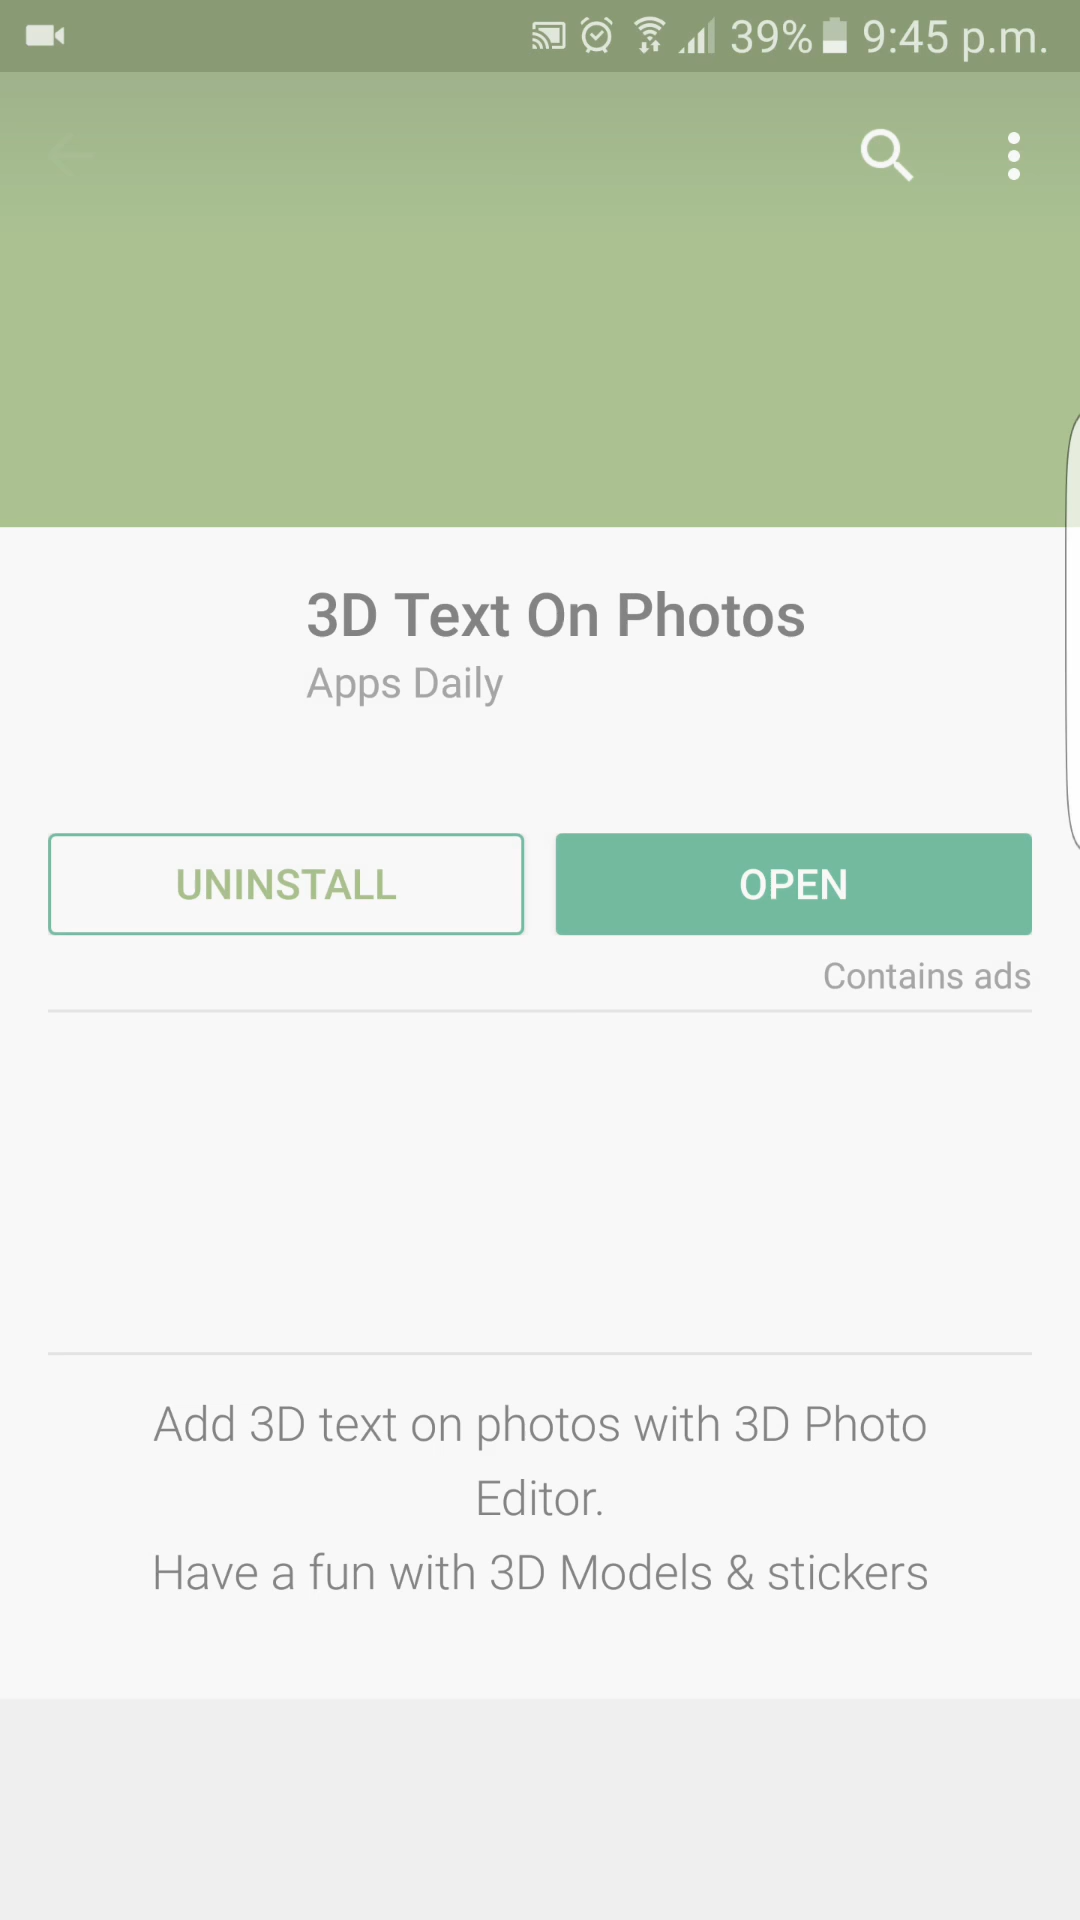 39% 9:45 p.m.
3D Text On Photos
Apps Daily
UNINSTALL
OPEN
Contains ads
Add 3D text on photos with 3D Photo
Editor.
Have a fun with 3D Models & stickers